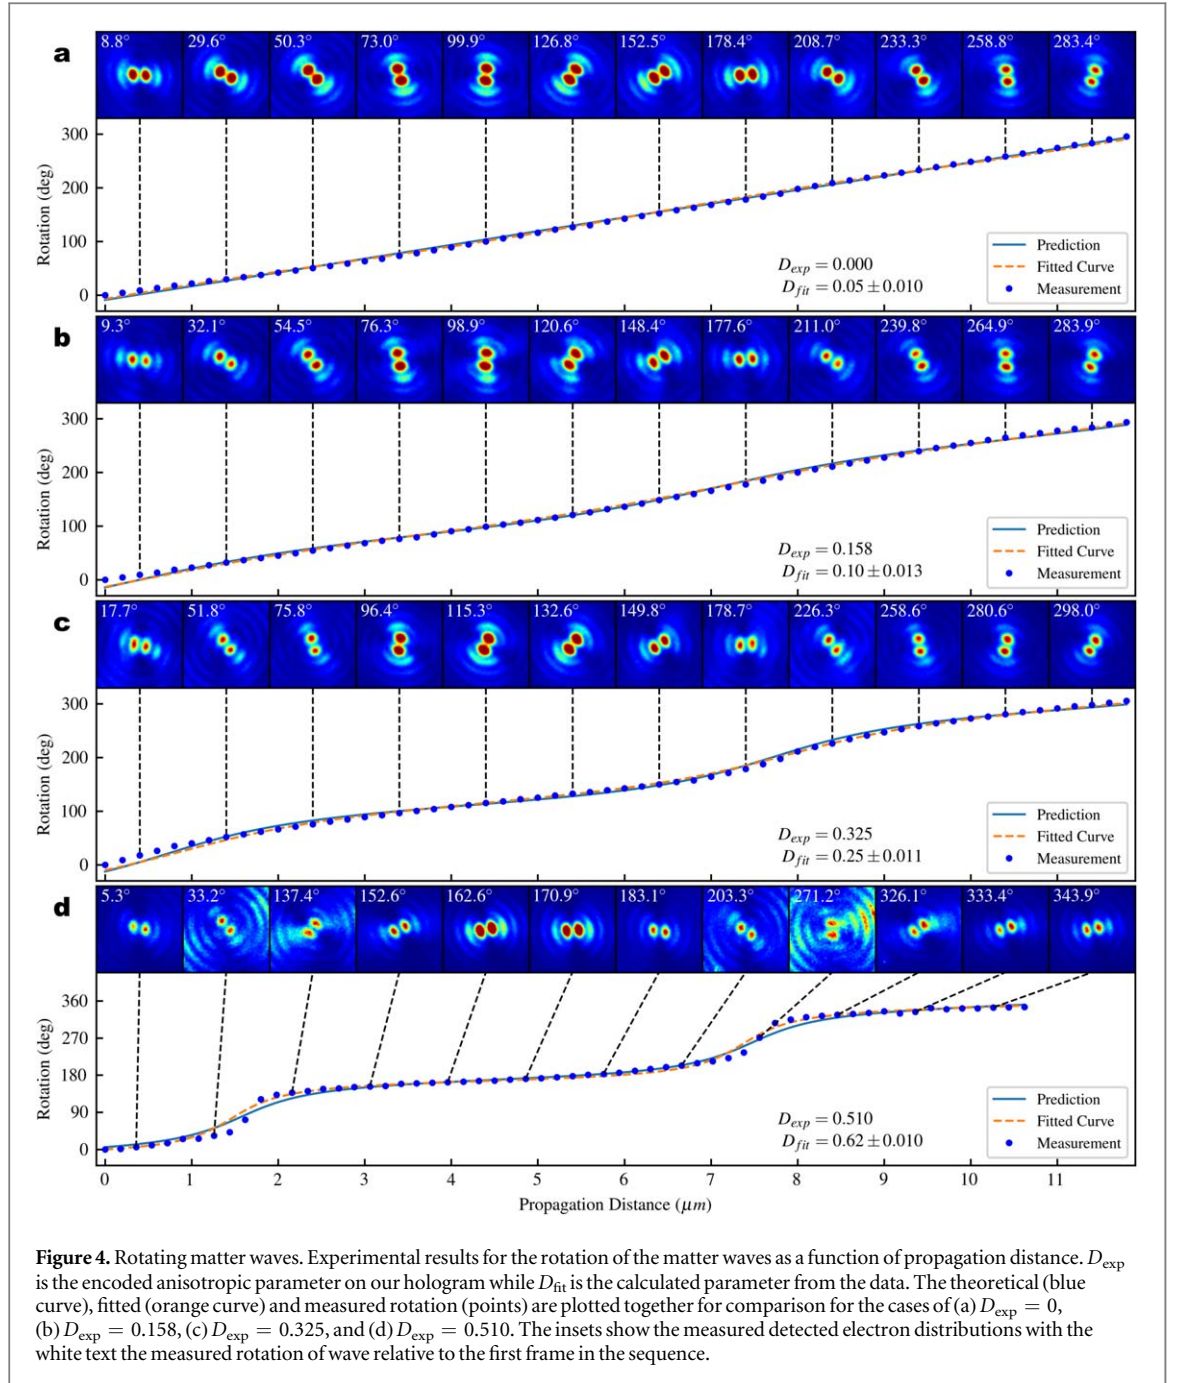 a
8.8° 29.6° 50.3° 73.0° 99.9° 126.8° 152.5° 178.4° 208.7° 233.3° 258.8° 283.4°
300
200
100
0
Rotation (deg)
D_exp = 0.000
D_fit = 0.05 ± 0.010
Prediction
Fitted Curve
Measurement
b
9.3° 32.1° 54.5° 76.3° 98.9° 120.6° 148.4° 177.6° 211.0° 239.8° 264.9° 283.9°
300
200
100
0
Rotation (deg)
D_exp = 0.158
D_fit = 0.10 ± 0.013
Prediction
Fitted Curve
Measurement
c
17.7° 51.8° 75.8° 96.4° 115.3° 132.6° 149.8° 178.7° 226.3° 258.6° 280.6° 298.0°
300
200
100
0
Rotation (deg)
D_exp = 0.325
D_fit = 0.25 ± 0.011
Prediction
Fitted Curve
Measurement
d
5.3° 33.2° 137.4° 152.6° 162.6° 170.9° 183.1° 203.3° 271.2° 326.1° 333.4° 343.9°
360
270
180
90
0
Rotation (deg)
D_exp = 0.510
D_fit = 0.62 ± 0.010
Prediction
Fitted Curve
Measurement
0 1 2 3 4 5 6 7 8 9 10 11
Propagation Distance (μm)
Figure 4. Rotating matter waves. Experimental results for the rotation of the matter waves as a function of propagation distance. D_exp
is the encoded anisotropic parameter on our hologram while D_fit is the calculated parameter from the data. The theoretical (blue
curve), fitted (orange curve) and measured rotation (points) are plotted together for comparison for the cases of (a) D_exp = 0,
(b) D_exp = 0.158, (c) D_exp = 0.325, and (d) D_exp = 0.510. The insets show the measured detected electron distributions with the
white text the measured rotation of wave relative to the first frame in the sequence.